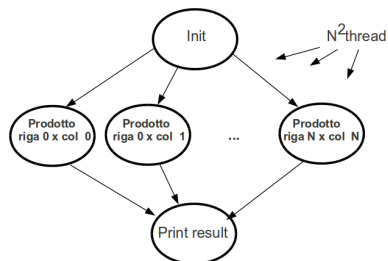 Init
N2thread
Prodotto
riga 0 x col 0
Prodotto
riga 0 x col 1
...
Prodotto
riga N x col N
Print result